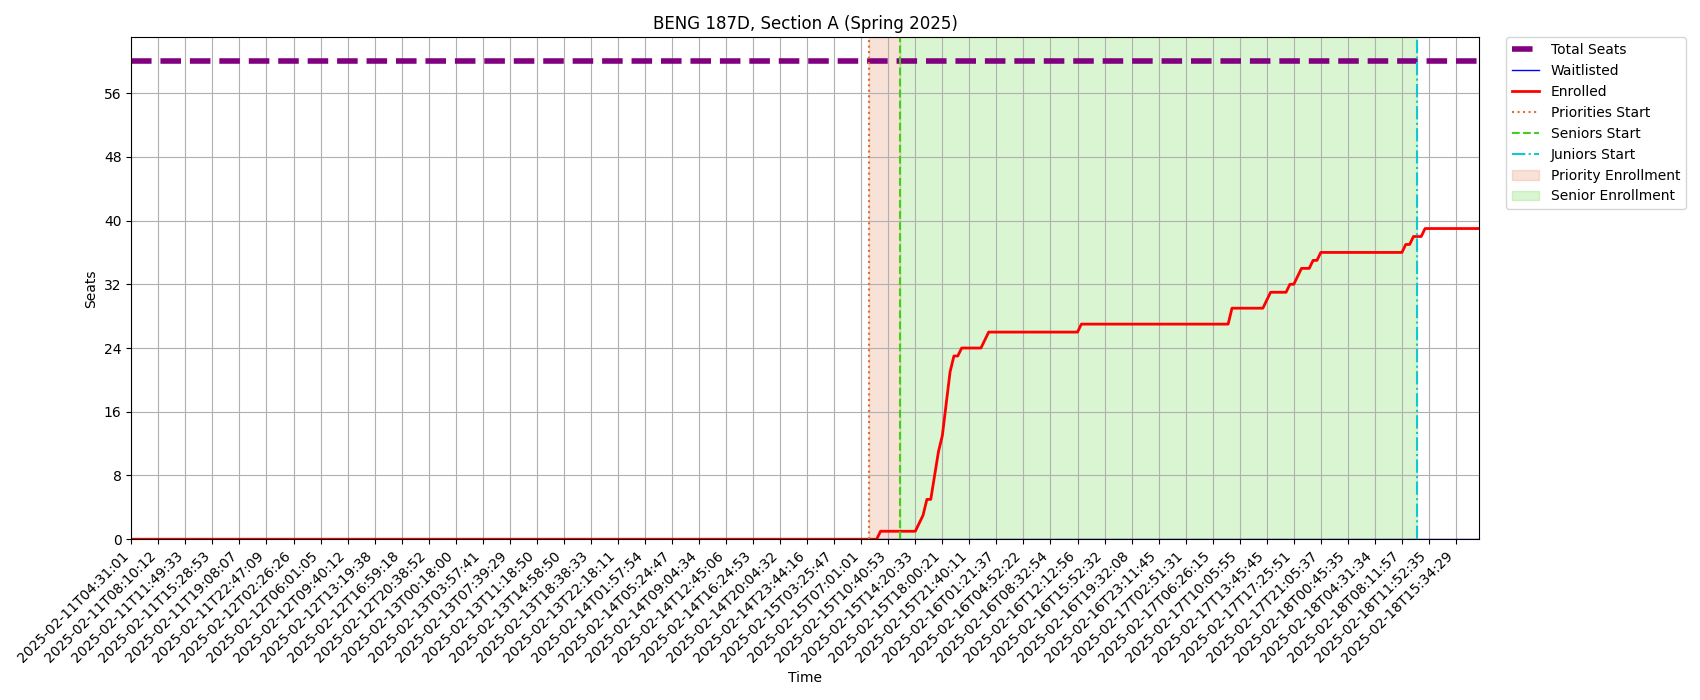 BENG 187D, Section A (Spring 2025)
Total Seats
Waitlisted
Enrolled
Priorities Start
Seniors Start
Juniors Start
Priority Enrollment
Senior Enrollment
Seats
56
48
40
32
24
16
8
0
2025-02-11T04:31:01
2025-02-11T08:10:12
2025-02-11T11:49:33
2025-02-11T15:28:53
2025-02-11T19:08:07
2025-02-11T22:47:09
2025-02-12T02:26:26
2025-02-12T06:01:05
2025-02-12T09:40:12
2025-02-12T13:19:38
2025-02-12T16:59:18
2025-02-12T20:38:52
2025-02-13T00:18:00
2025-02-13T03:57:41
2025-02-13T07:39:29
2025-02-13T11:18:50
2025-02-13T14:58:50
2025-02-13T18:38:33
2025-02-13T22:18:11
2025-02-14T01:57:54
2025-02-14T05:24:47
2025-02-14T09:04:34
2025-02-14T12:45:06
2025-02-14T16:24:53
2025-02-14T20:04:32
2025-02-14T23:44:16
2025-02-15T03:25:47
2025-02-15T07:01:01
2025-02-15T10:40:53
2025-02-15T14:20:33
2025-02-15T18:00:21
2025-02-15T21:40:11
2025-02-16T01:21:37
2025-02-16T04:52:22
2025-02-16T08:32:54
2025-02-16T12:12:56
2025-02-16T15:52:32
2025-02-16T19:32:08
2025-02-16T23:11:45
2025-02-17T02:51:31
2025-02-17T06:26:15
2025-02-17T10:05:55
2025-02-17T13:45:45
2025-02-17T17:25:51
2025-02-17T21:05:37
2025-02-18T00:45:35
2025-02-18T04:31:34
2025-02-18T08:11:57
2025-02-18T11:52:35
2025-02-18T15:34:29
Time